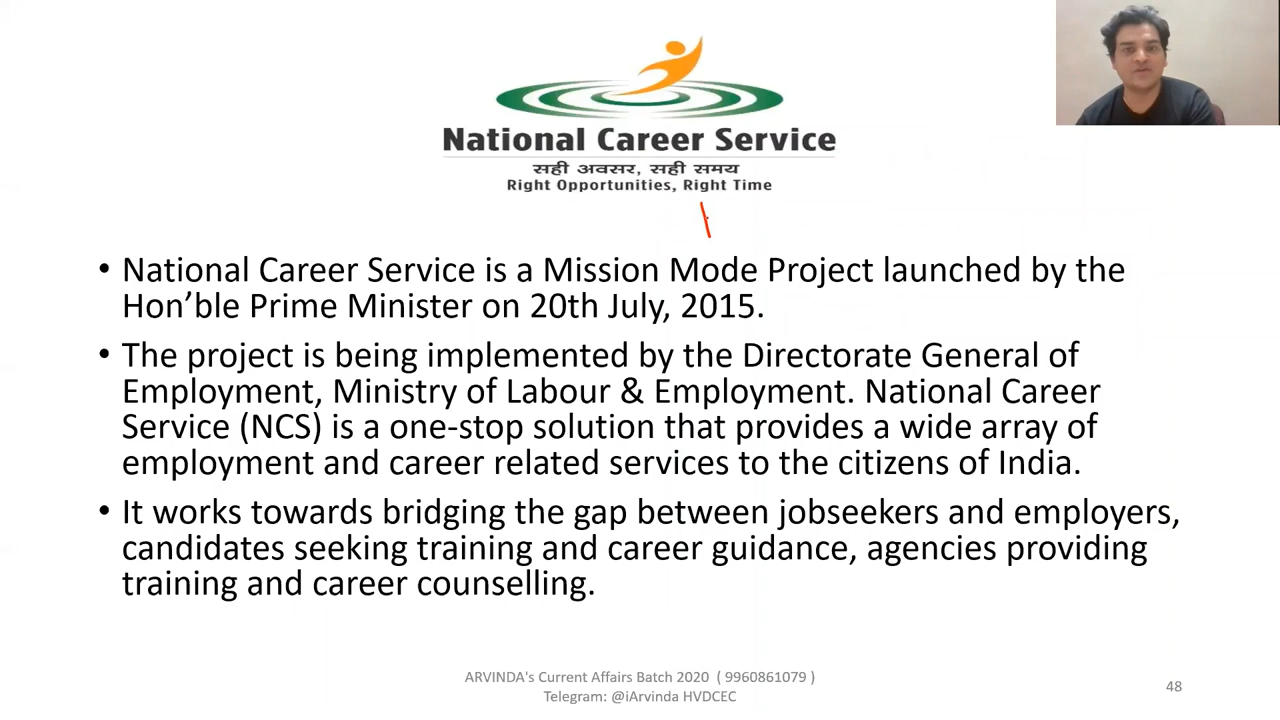 National Career Service
सही अवसर, सही समय
Right Opportunities, Right Time
• National Career Service is a Mission Mode Project launched by the
Hon’ble Prime Minister on 20th July, 2015.
• The project is being implemented by the Directorate General of
Employment, Ministry of Labour & Employment. National Career
Service (NCS) is a one-stop solution that provides a wide array of
employment and career related services to the citizens of India.
• It works towards bridging the gap between jobseekers and employers,
candidates seeking training and career guidance, agencies providing
training and career counselling.
ARVINDA's Current Affairs Batch 2020 ( 9960861079 )
Telegram: @iArvinda HVDCEC
48